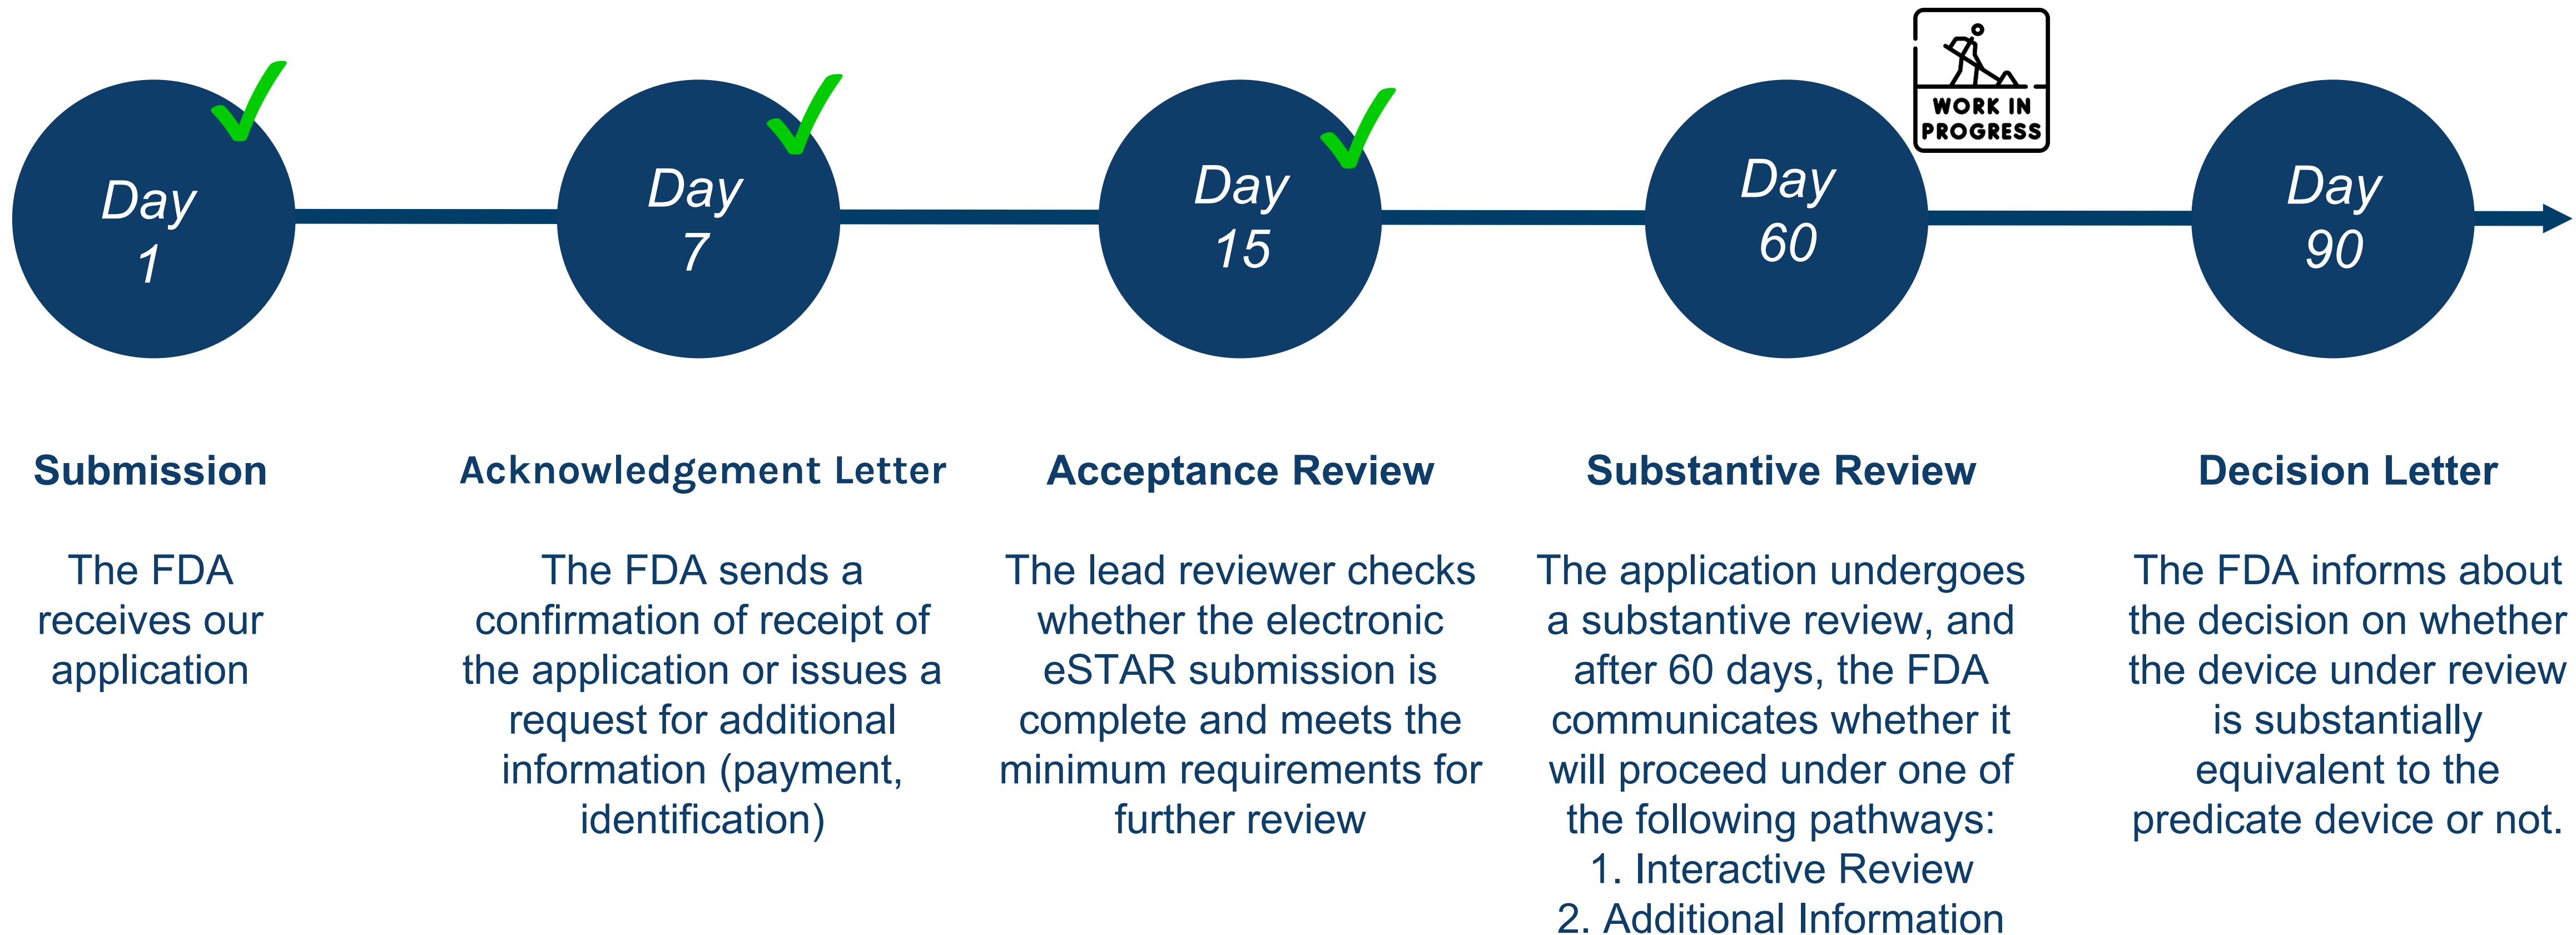 WORK IN
PROGRESS
Day
1
Day
7
Day
15
Day
60
Day
90
Submission
The FDA
receives our
application
Acknowledgement Letter
The FDA sends a
confirmation of receipt of
the application or issues a
request for additional
information (payment,
identification)
Acceptance Review
The lead reviewer checks
whether the electronic
eSTAR submission is
complete and meets the
minimum requirements for
further review
Substantive Review
The application undergoes
a substantive review, and
after 60 days, the FDA
communicates whether it
will proceed under one of
the following pathways:
1. Interactive Review
2. Additional Information
Decision Letter
The FDA informs about
the decision on whether
the device under review
is substantially
equivalent to the
predicate device or not.